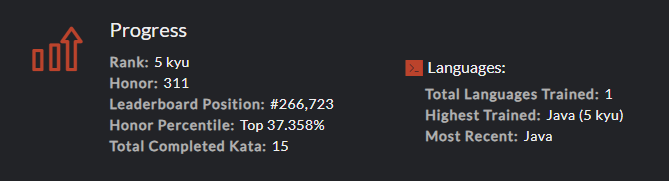 Progress
Rank: 5 kyu
Honor: 311
Leaderboard Position: #266,723
Honor Percentile: Top 37.358%
Total Completed Kata: 15
Languages:
Total Languages Trained: 1
Highest Trained: Java (5 kyu)
Most Recent: Java